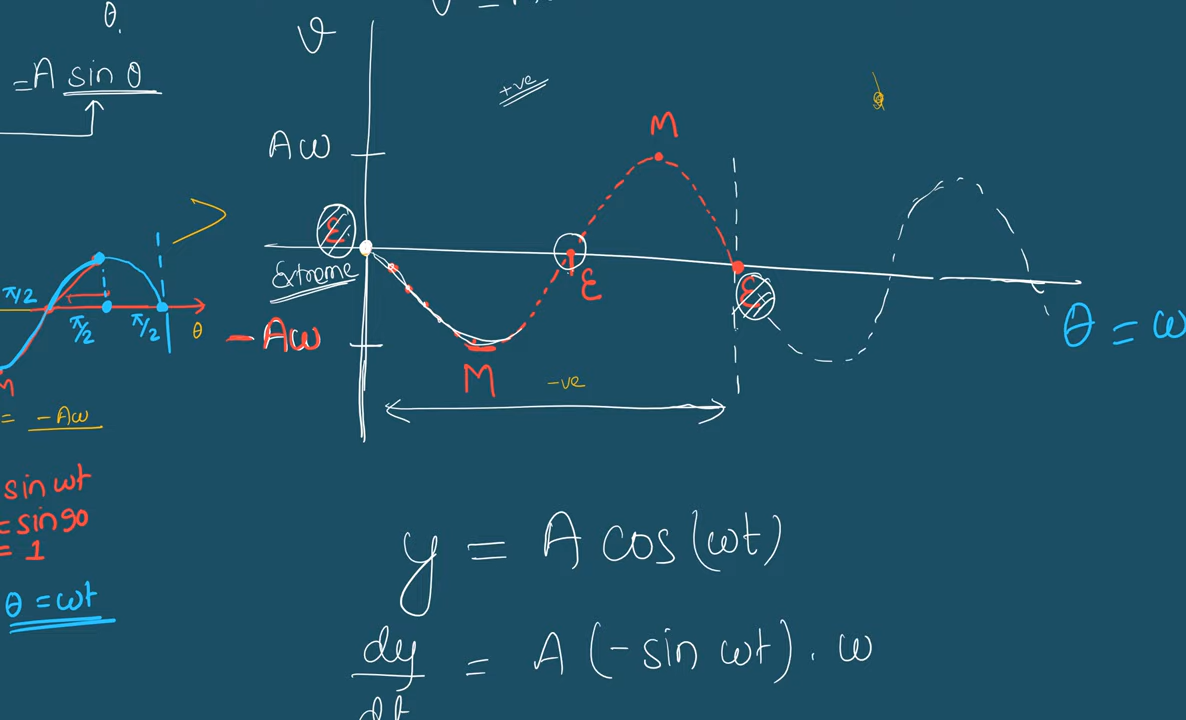 θ.
= A sin θ
v
+ve
M
Aω
E
Extreme
E
E
-Aω
M
-ve
θ = ω
π/2
π/2
π/2
θ
M
= -Aω
sin ωt
= sin 90
= 1
θ = ωt
y = A cos(ωt)
dy/dt = A (-sin ωt) . ω